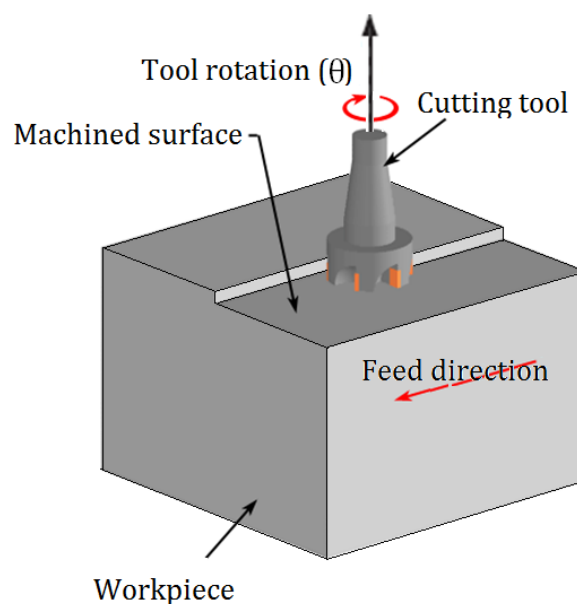 Tool rotation (θ)
Cutting tool
Machined surface
Feed direction
Workpiece